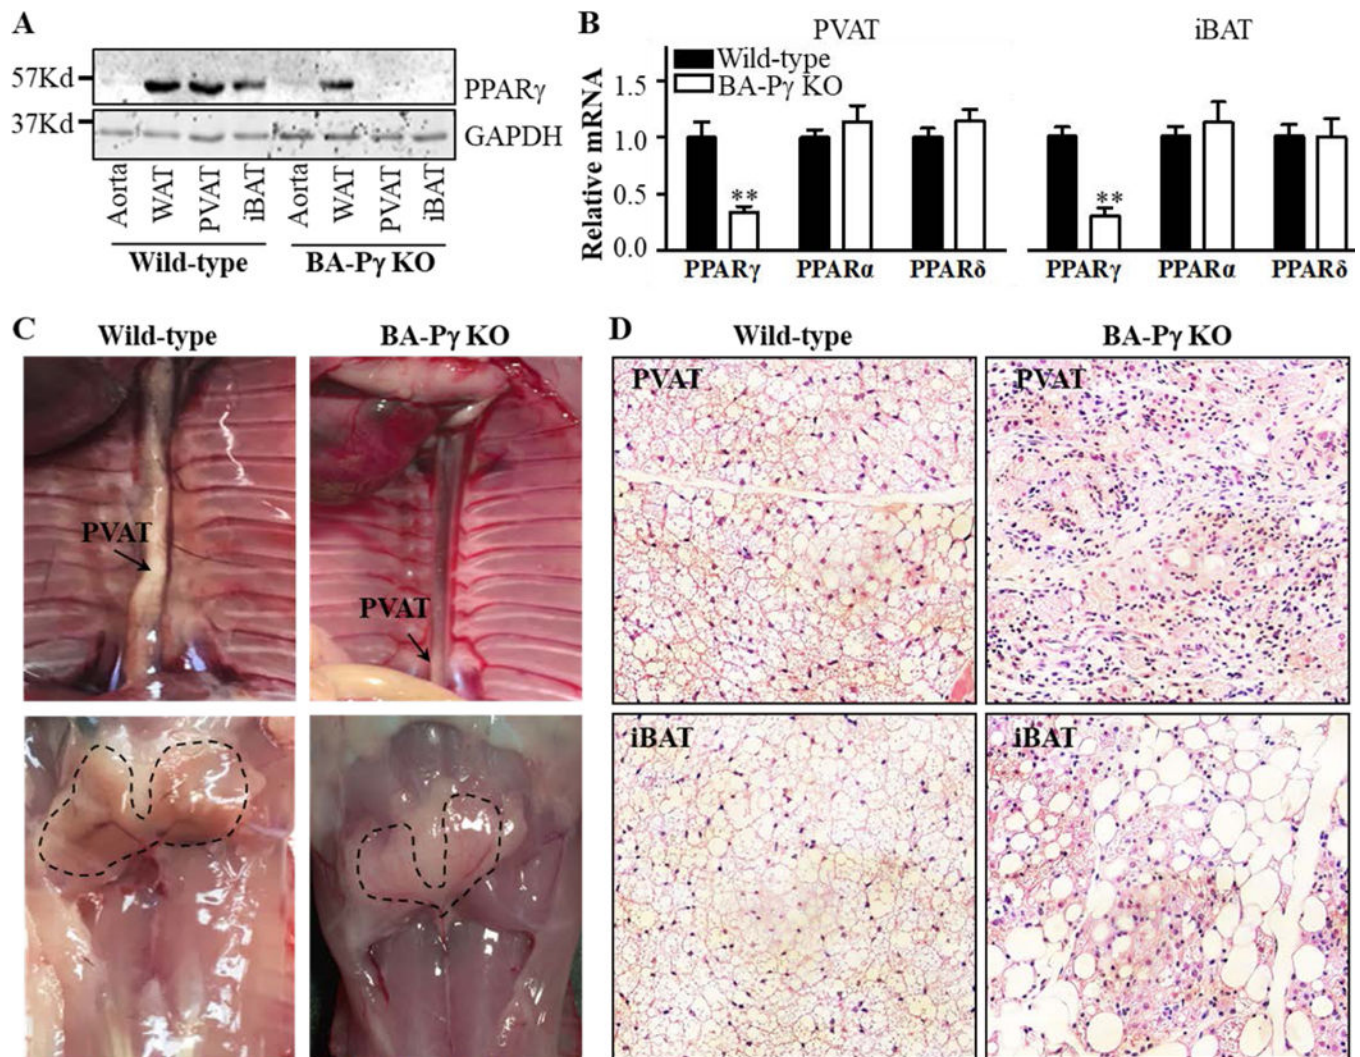 A
57Kd
PPARγ
37Kd
GAPDH
Aorta
WAT
PVAT
iBAT
Aorta
WAT
PVAT
iBAT
Wild-type
BA-Pγ KO
B
PVAT
iBAT
Wild-type
BA-Pγ KO
Relative mRNA
1.5
1.0
0.5
0.0
**
**
PPARγ PPARα PPARδ
PPARγ PPARα PPARδ
C
Wild-type
BA-Pγ KO
PVAT
PVAT
D
Wild-type
BA-Pγ KO
PVAT
PVAT
iBAT
iBAT